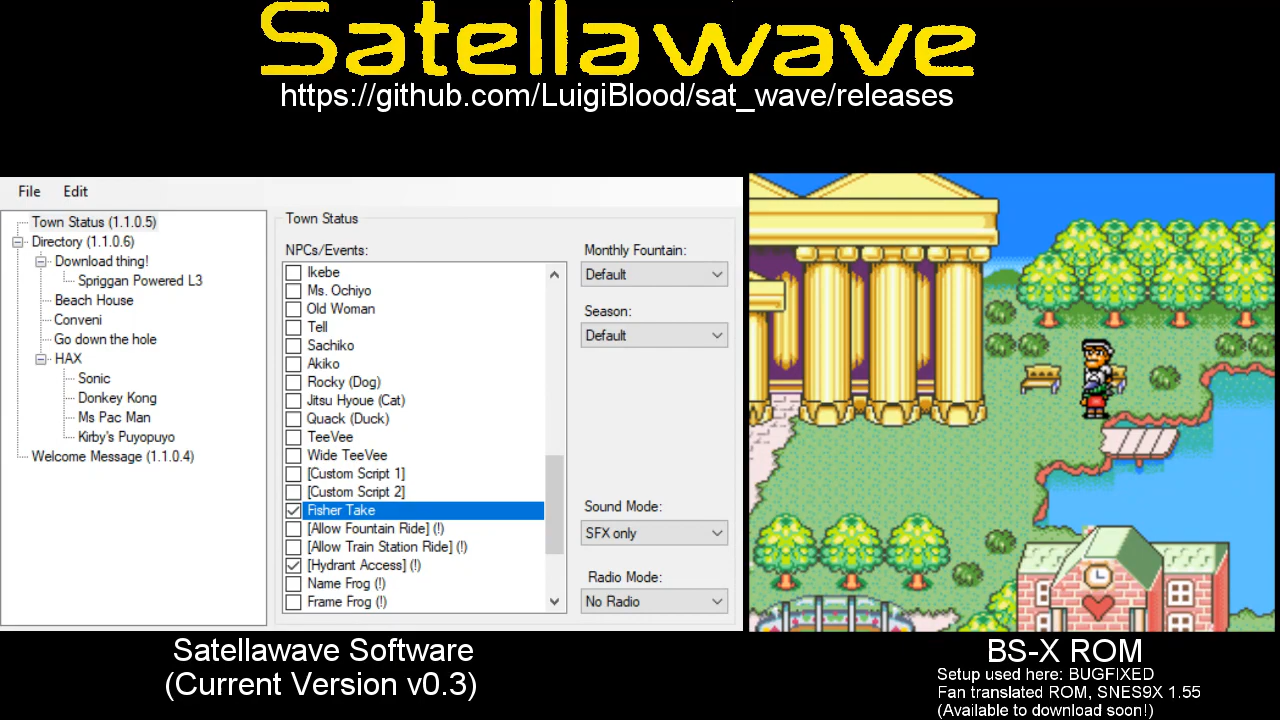 Satellawave
https://github.com/LuigiBlood/sat_wave/releases
File Edit
Town Status (1.1.0.5)
Directory (1.1.0.6)
Download thing!
Spriggan Powered L3
Beach House
Conveni
Go down the hole
HAX
Sonic
Donkey Kong
Ms Pac Man
Kirby's Puyopuyo
Welcome Message (1.1.0.4)
Town Status
NPCs/Events:
Ikebe
Ms. Ochiyo
Old Woman
Tell
Sachiko
Akiko
Rocky (Dog)
Jitsu Hyoue (Cat)
Quack (Duck)
TeeVee
Wide TeeVee
[Custom Script 1]
[Custom Script 2]
Fisher Take
[Allow Fountain Ride] (!)
[Allow Train Station Ride] (!)
[Hydrant Access] (!)
Name Frog (!)
Frame Frog (!)
Monthly Fountain:
Default
Season:
Default
Sound Mode:
SFX only
Radio Mode:
No Radio
Satellawave Software
(Current Version v0.3)
BS-X ROM
Setup used here: BUGFIXED
Fan translated ROM, SNES9X 1.55
(Available to download soon!)